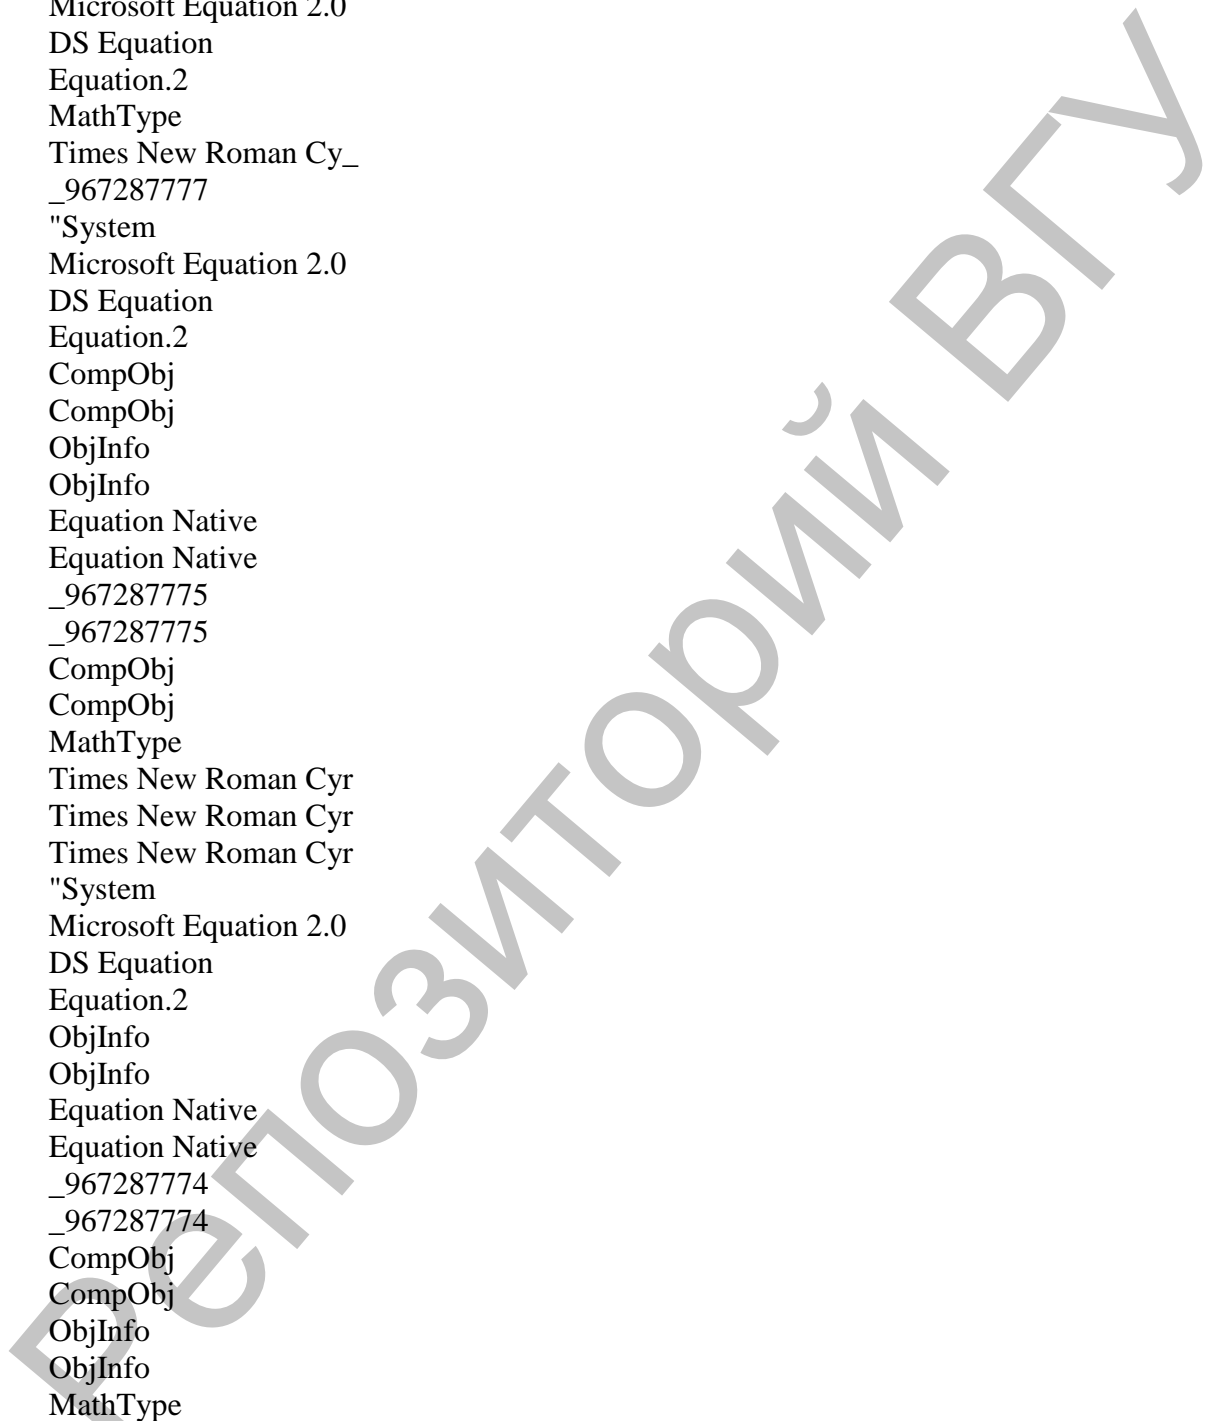 Microsoft Equation 2.0
DS Equation
Equation.2
MathType
Times New Roman Cy_
_967287777
"System
Microsoft Equation 2.0
DS Equation
Equation.2
CompObj
CompObj
ObjInfo
ObjInfo
Equation Native
Equation Native
_967287775
_967287775
CompObj
CompObj
MathType
Times New Roman Cyr
Times New Roman Cyr
Times New Roman Cyr
"System
Microsoft Equation 2.0
DS Equation
Equation.2
ObjInfo
ObjInfo
Equation Native
Equation Native
_967287774
_967287774
CompObj
CompObj
ObjInfo
ObjInfo
MathType
Репозиторий ВГУ